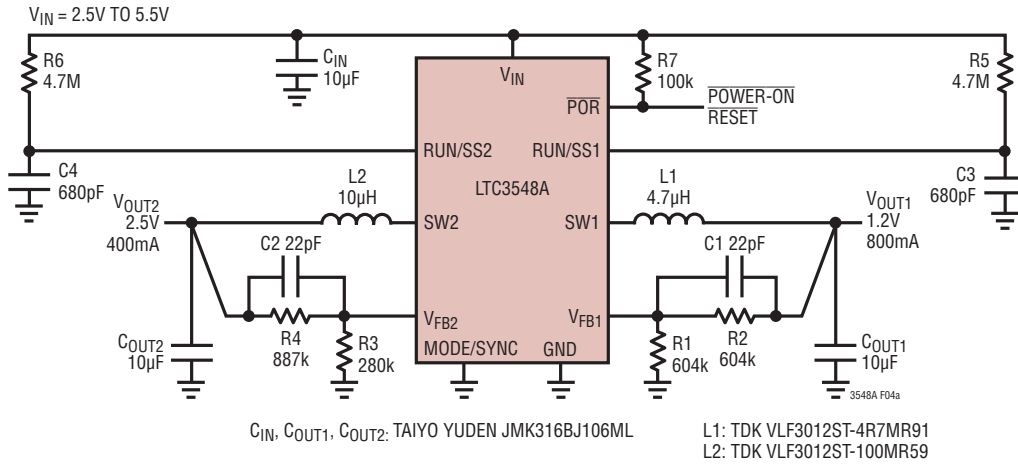 VIN = 2.5V TO 5.5V
R6
4.7M
CIN
10µF
VIN
R7
100k
R5
4.7M
POR
POWER-ON
RESET
RUN/SS2
RUN/SS1
C4
680pF
LTC3548A
C3
680pF
L2
10µH
L1
4.7µH
VOUT2
2.5V
400mA
SW2
SW1
VOUT1
1.2V
800mA
C2 22pF
C1 22pF
VFB2
VFB1
R4
887k
R3
280k
R1
604k
R2
604k
COUT2
10µF
MODE/SYNC
GND
COUT1
10µF
3548A F04a
CIN, COUT1, COUT2: TAIYO YUDEN JMK316BJ106ML
L1: TDK VLF3012ST-4R7MR91
L2: TDK VLF3012ST-100MR59